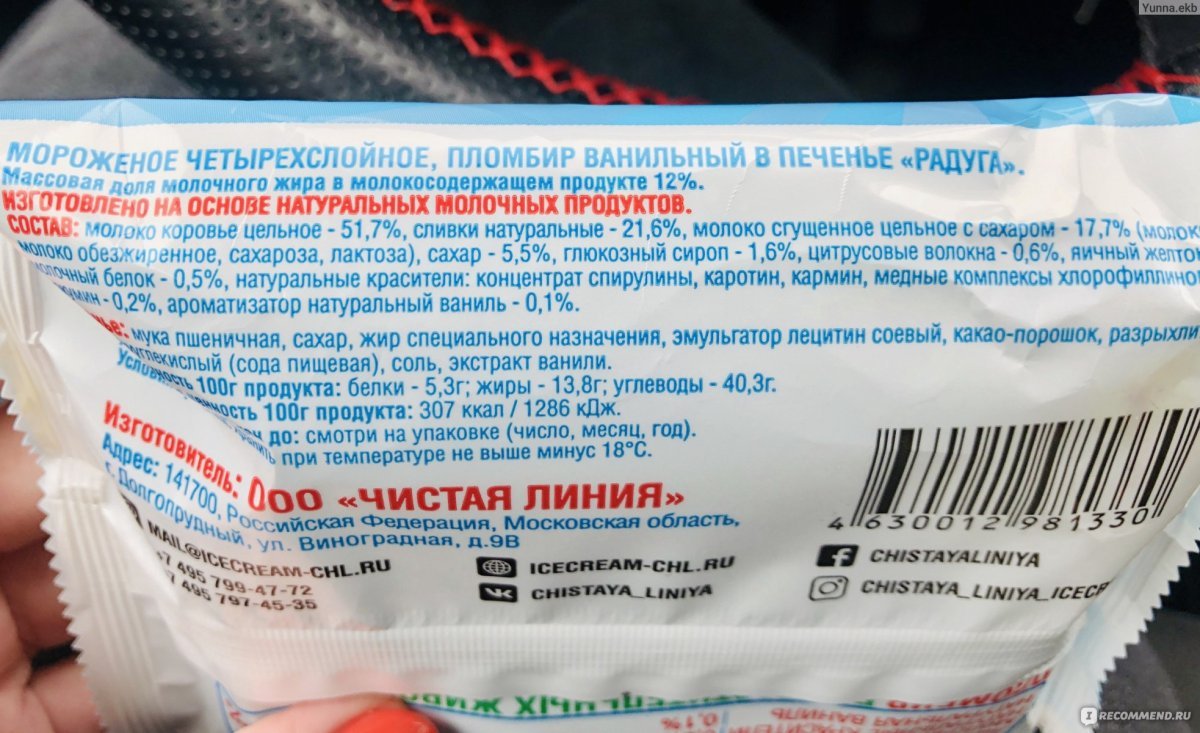 Yunna.ekb
МОРОЖЕНОЕ ЧЕТЫРЕХСЛОЙНОЕ, ПЛОМБИР ВАНИЛЬНЫЙ В ПЕЧЕНЬЕ «РАДУГА».
Массовая доля молочного жира в молокосодержащем продукте 12%.
ИЗГОТОВЛЕНО НА ОСНОВЕ НАТУРАЛЬНЫХ МОЛОЧНЫХ ПРОДУКТОВ.
СОСТАВ: молоко коровье цельное - 51,7%, сливки натуральные - 21,6%, молоко сгущенное цельное с сахаром - 17,7% (молок
молоко обезжиренное, сахароза, лактоза), сахар - 5,5%, глюкозный сироп - 1,6%, цитрусовые волокна - 0,6%, яичный желто
белок - 0,5%, натуральные красители: концентрат спирулины, каротин, кармин, медные комплексы хлорофиллино
- 0,2%, ароматизатор натуральный ваниль - 0,1%.
мука пшеничная, сахар, жир специального назначения, эмульгатор лецитин соевый, какао-порошок, разрыхли
(сода пищевая), соль, экстракт ванили.
100г продукта: белки - 5,3г; жиры - 13,8г; углеводы - 40,3г.
100г продукта: 307 ккал / 1286 кДж.
до: смотри на упаковке (число, месяц, год).
при температуре не выше минус 18°С.
Изготовитель: ООО «ЧИСТАЯ ЛИНИЯ»
Адрес: 141700, Российская Федерация, Московская область,
г. Долгопрудный, ул. Виноградная, д.9В
MAIL@ICECREAM-CHL.RU
+7 495 799-47-72
495 797-45-35
ICECREAM-CHL.RU
CHISTAYA_LINIYA
4 630012 981330
CHISTAYALINIYA
CHISTAYA_LINIYA_ICECR
0,1%
I RECOMMEND.RU